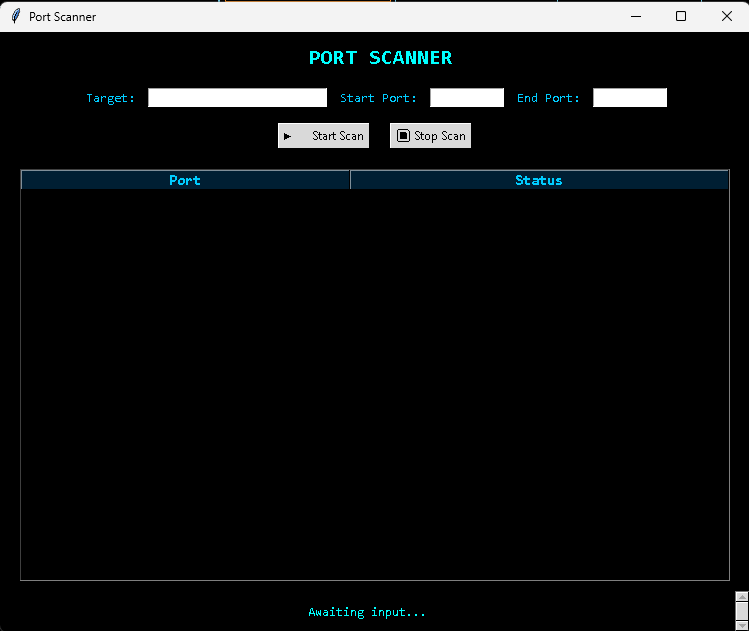 Port Scanner
PORT SCANNER
Target: Start Port: End Port:
Start Scan Stop Scan
Port Status
Awaiting input...